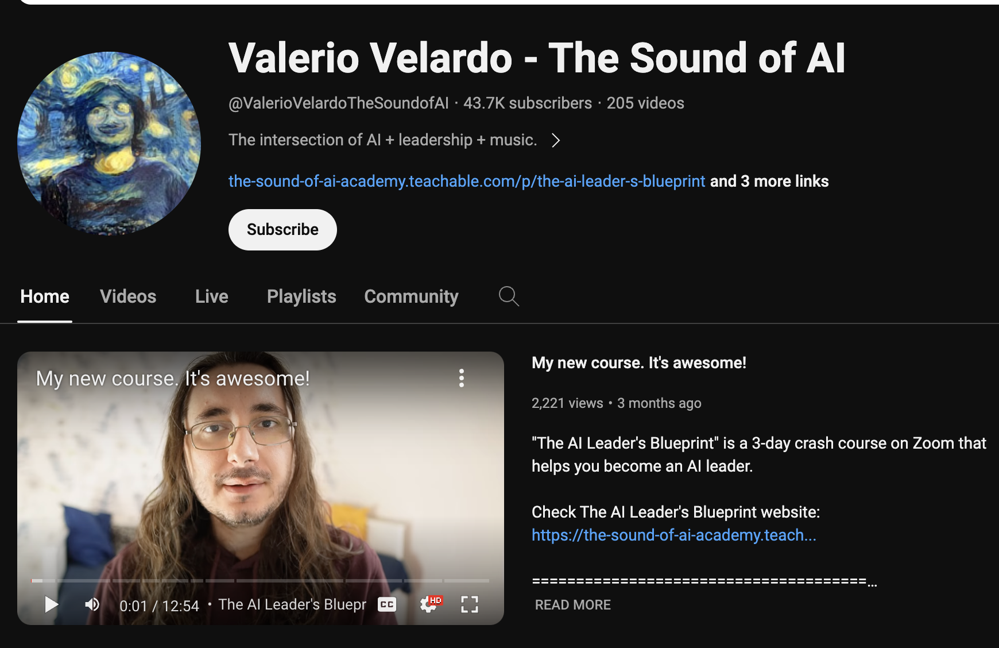 Valerio Velardo - The Sound of AI
@ValerioVelardoTheSoundofAI · 43.7K subscribers · 205 videos
The intersection of AI + leadership + music.
the-sound-of-ai-academy.teachable.com/p/the-ai-leader-s-blueprint and 3 more links
Subscribe
Home Videos Live Playlists Community
My new course. It's awesome!
0:01 / 12:54 • The AI Leader's Bluepr CC HD
My new course. It's awesome!
2,221 views • 3 months ago
"The AI Leader's Blueprint" is a 3-day crash course on Zoom that
helps you become an AI leader.
Check The AI Leader's Blueprint website:
https://the-sound-of-ai-academy.teach...
======================================...
READ MORE